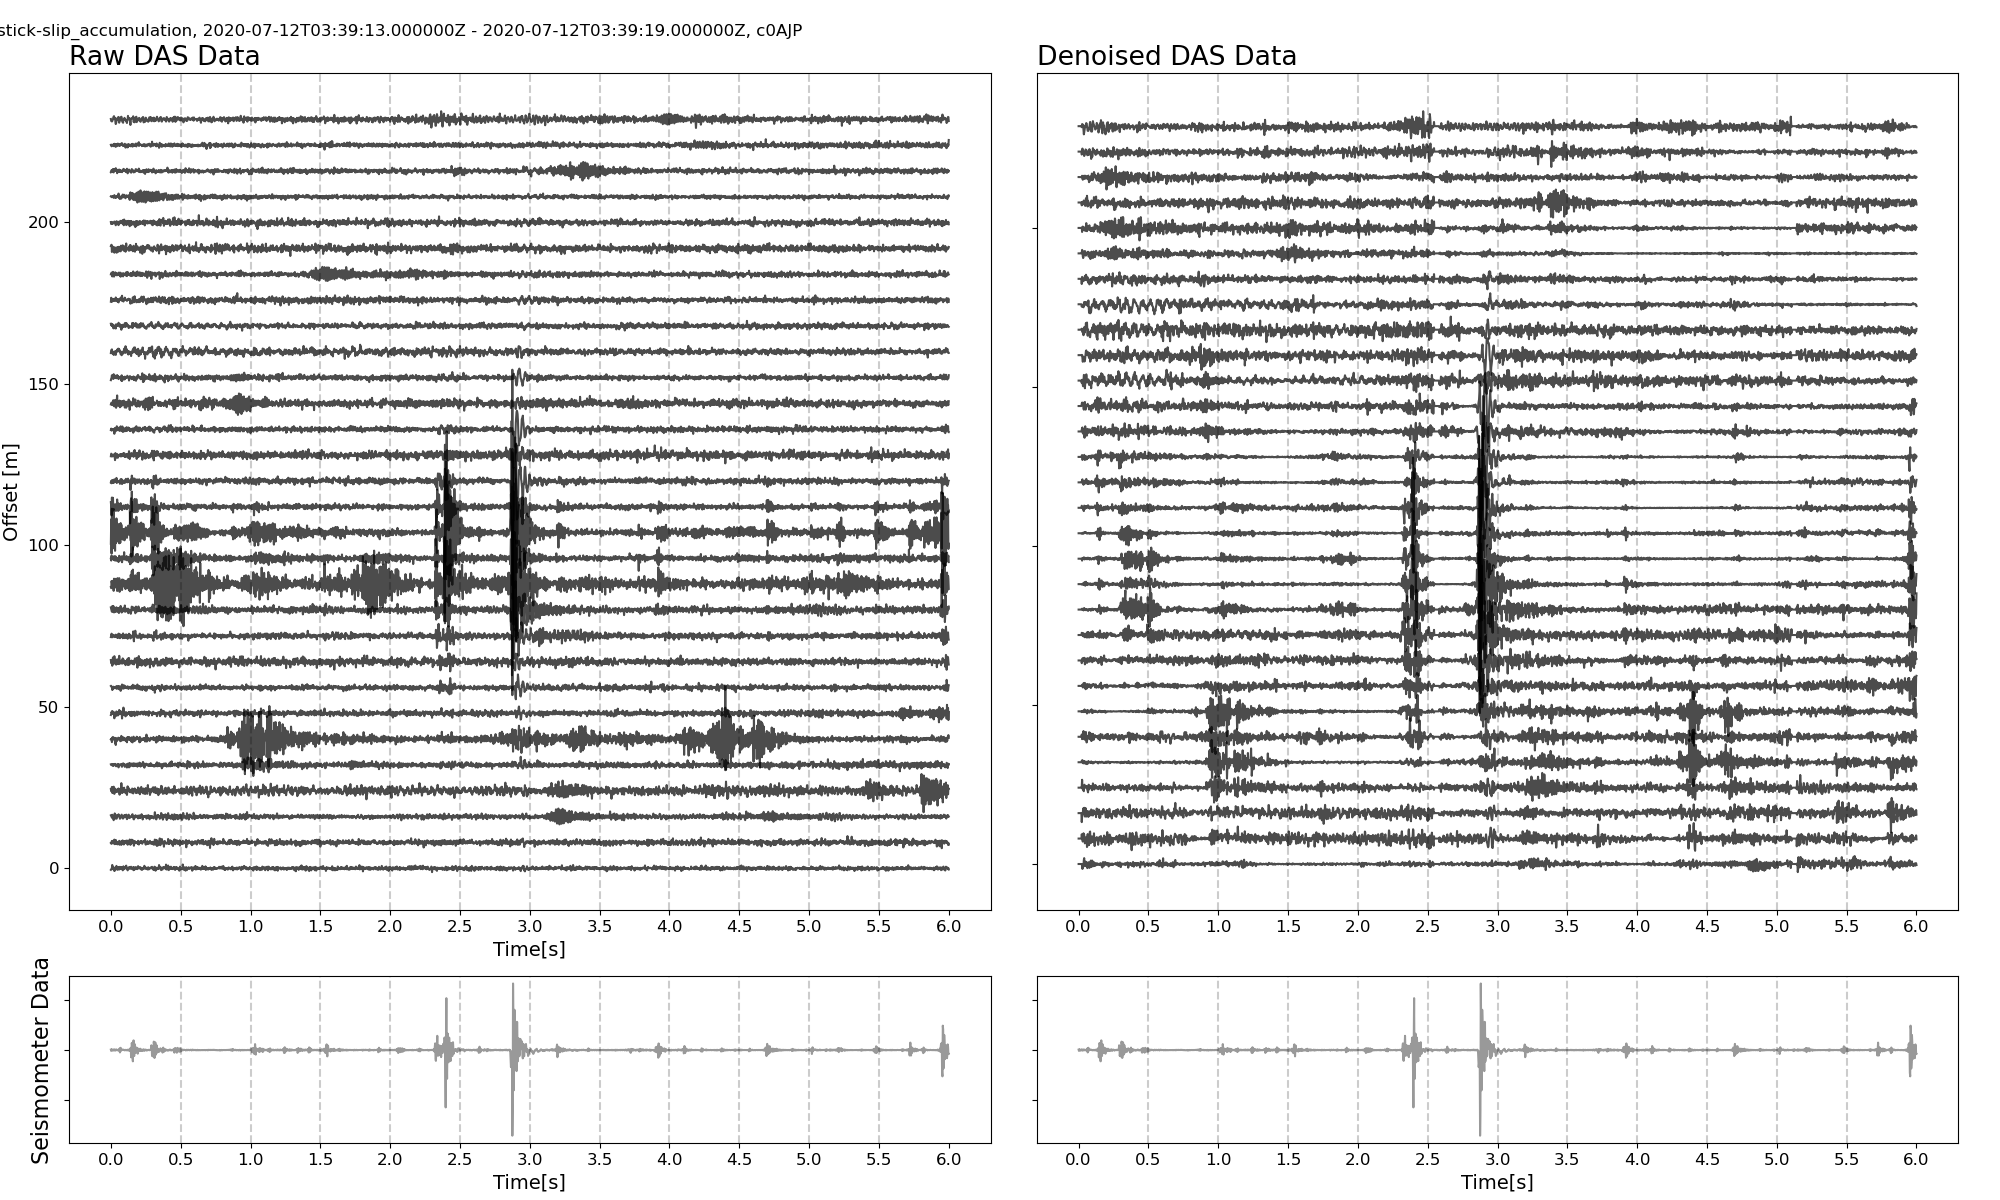 stick-slip_accumulation, 2020-07-12T03:39:13.000000Z - 2020-07-12T03:39:19.000000Z, c0AJP
Raw DAS Data
Denoised DAS Data
Offset [m]
200
150
100
50
0
0.0 0.5 1.0 1.5 2.0 2.5 3.0 3.5 4.0 4.5 5.0 5.5 6.0
Time[s]
0.0 0.5 1.0 1.5 2.0 2.5 3.0 3.5 4.0 4.5 5.0 5.5 6.0
Seismometer Data
0.0 0.5 1.0 1.5 2.0 2.5 3.0 3.5 4.0 4.5 5.0 5.5 6.0
Time[s]
0.0 0.5 1.0 1.5 2.0 2.5 3.0 3.5 4.0 4.5 5.0 5.5 6.0
Time[s]